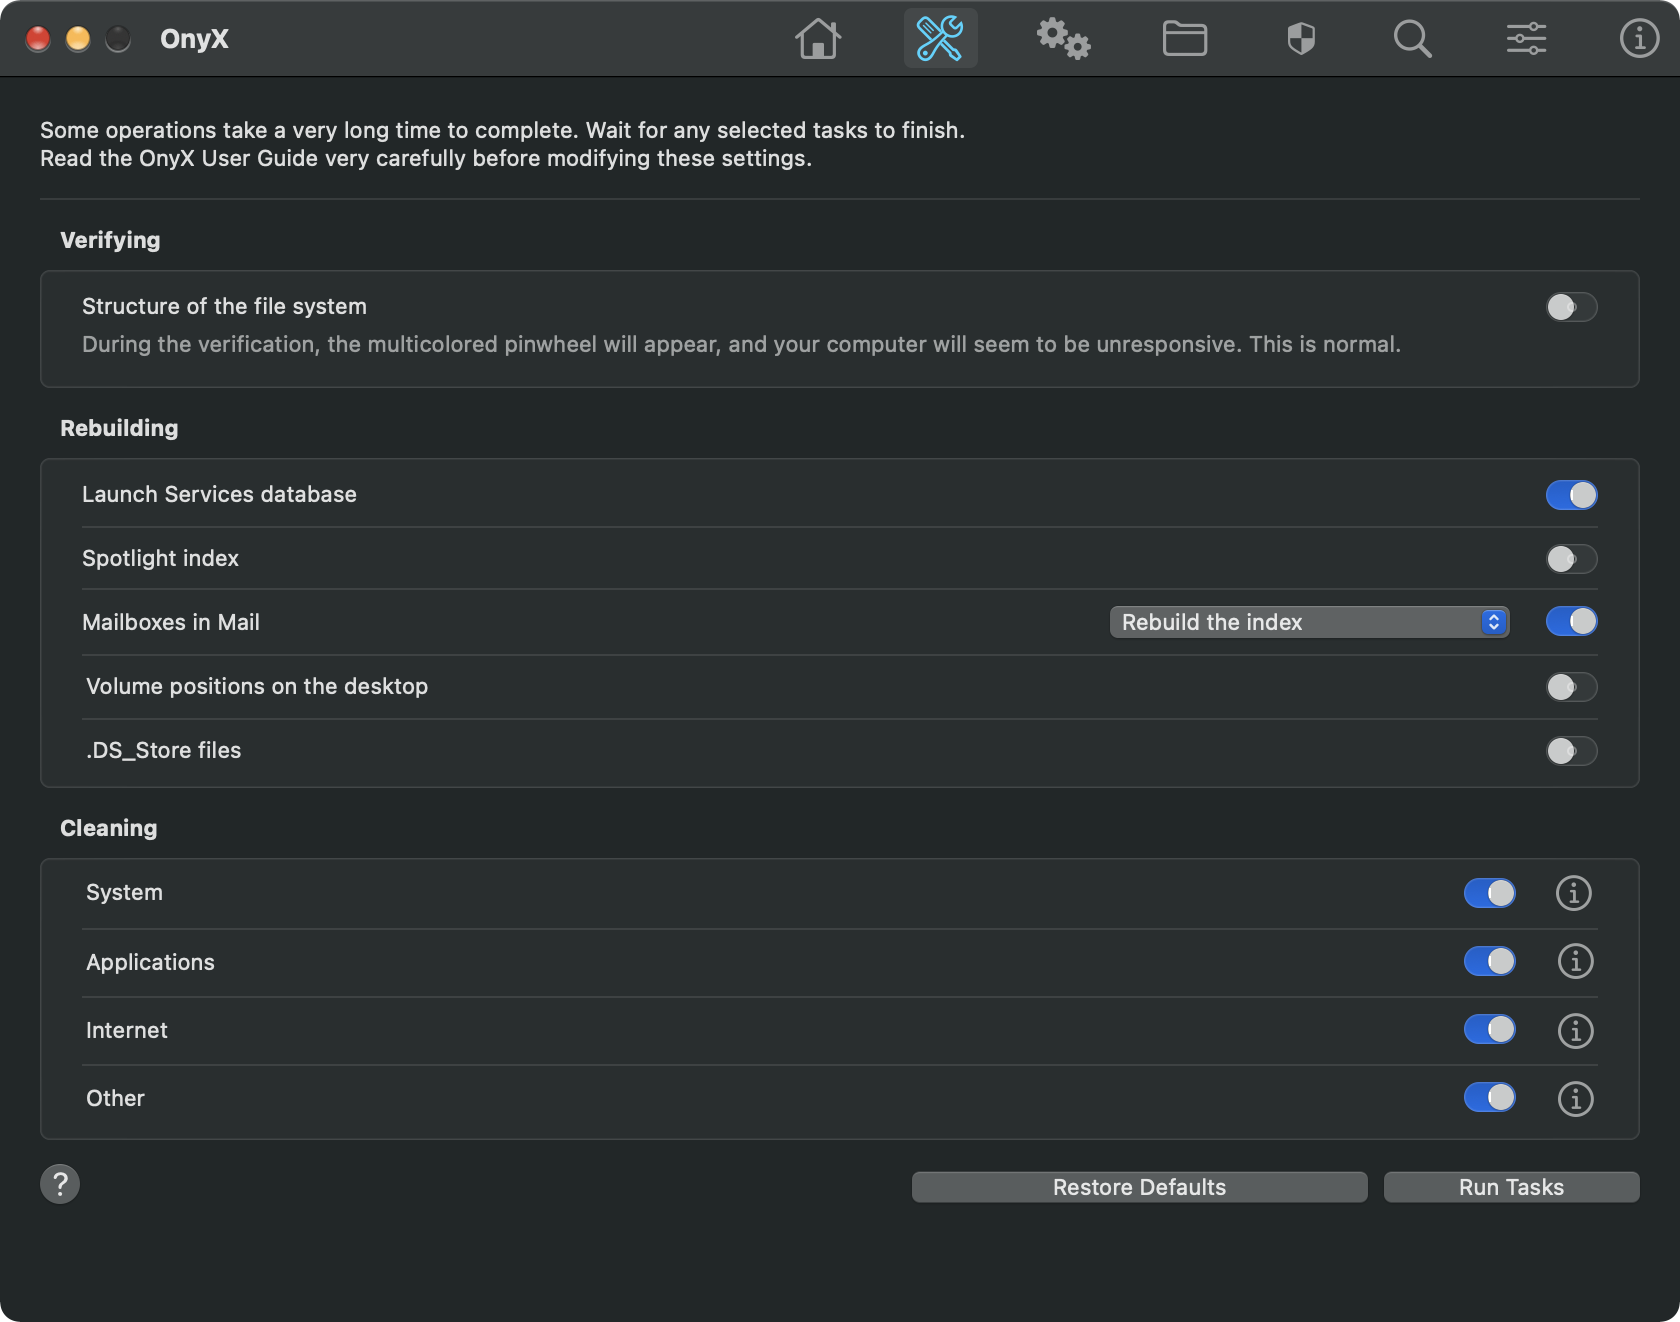 OnyX
Some operations take a very long time to complete. Wait for any selected tasks to finish.
Read the OnyX User Guide very carefully before modifying these settings.
Verifying
Structure of the file system
During the verification, the multicolored pinwheel will appear, and your computer will seem to be unresponsive. This is normal.
Rebuilding
Launch Services database
Spotlight index
Mailboxes in Mail
Rebuild the index
Volume positions on the desktop
.DS_Store files
Cleaning
System
Applications
Internet
Other
?
Restore Defaults
Run Tasks